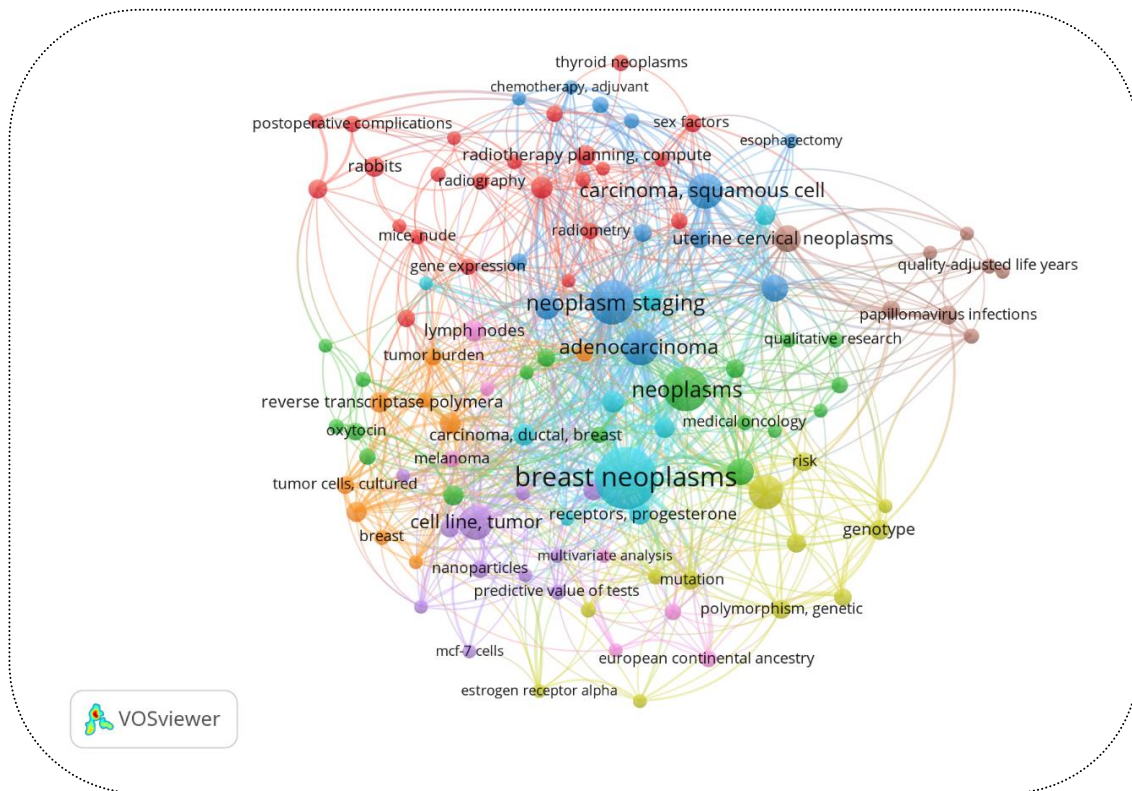 thyroid neoplasms
chemotherapy, adjuvant
postoperative complications
sex factors
esophagectomy
radiotherapy planning, compute
rabbits
radiography
carcinoma, squamous cell
mice, nude
radiometry
uterine cervical neoplasms
gene expression
quality-adjusted life years
neoplasm staging
papillomavirus infections
lymph nodes
qualitative research
adenocarcinoma
tumor burden
neoplasms
reverse transcriptase polymera
medical oncology
oxytocin
carcinoma, ductal, breast
melanoma
risk
breast neoplasms
tumor cells, cultured
receptors, progesterone
cell line, tumor
genotype
breast
multivariate analysis
nanoparticles
mutation
predictive value of tests
polymorphism, genetic
mcf-7 cells
european continental ancestry
estrogen receptor alpha
VOSviewer